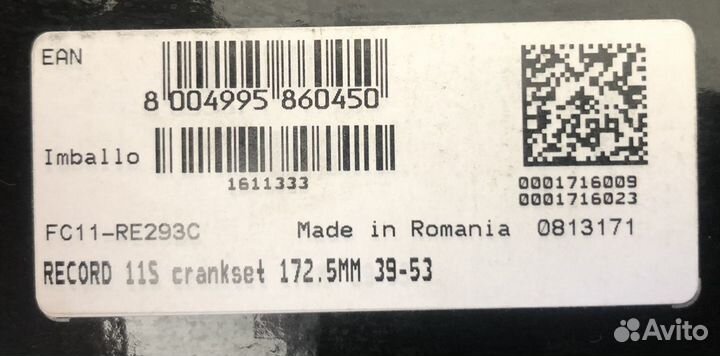 EAN
8 004995 860450
Imballo
1611333
0001716009
0001716023
FC11-RE293C Made in Romania 0813171
RECORD 11S crankset 172.5MM 39-53
Avito